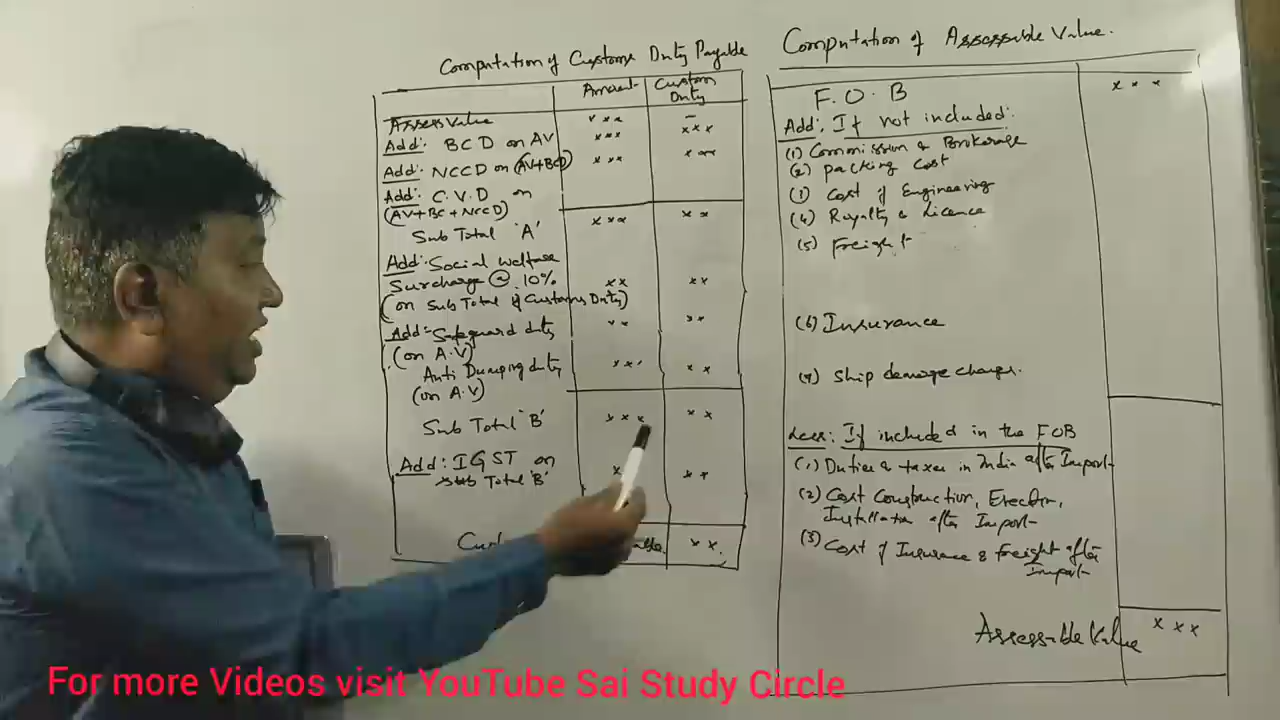 Computation of Customs Duty Payable
Amount
Custom Duty
Assess Value
x x x
-
Add: BCD on AV
x x x
x x x
Add: NCCD on (AV+BCD)
x x x
x x x
Add: C.V.D on
(AV+BC+NCCD)
Sub Total 'A'
x x x
x x
Add: Social welfare
Surcharge @ 10%
x x
x x
(on Sub Total of Customs Duty)
Add: Safeguard duty
x x
x x
(on A.V)
Anti Dumping duty
x x x
x x
(on A.V)
Sub Total 'B'
x x x
x x
Add: IGST on
Sub Total 'B'
x
x x
x x.
Computation of Assessable Value.
F.O.B
x x x
Add: If not included:
(1) Commission & Brokerage
(2) Packing Cost
(1) Cost of Engineering
(4) Royalty & Licence
(5) Freight
(6) Insurance
(7) Ship demage charges.
Less: If included in the FOB
(1) Duties & taxes in India after Import
(2) Cost Construction, Erection,
Installation after Import
(3) Cost of Insurance & Freight after
Import
Assessable Value
x x x
For more Videos visit YouTube Sai Study Circle